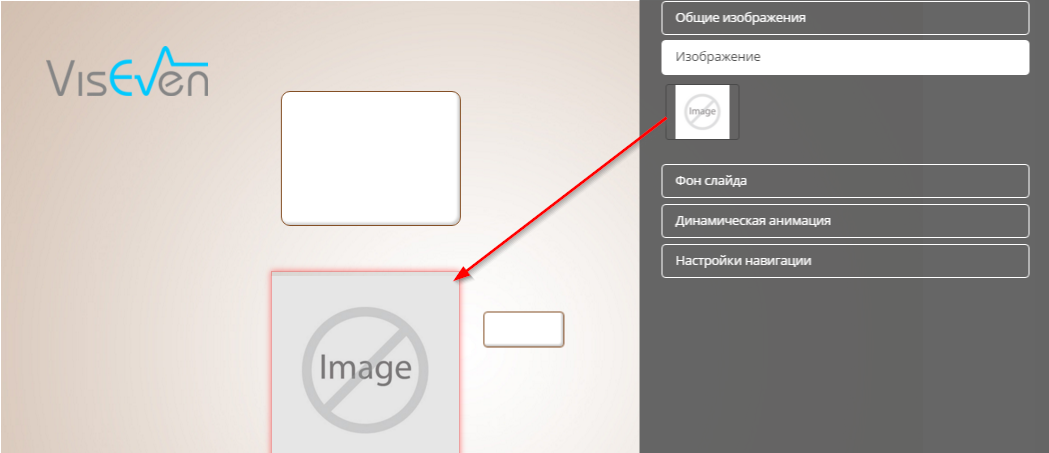 VisEven
Image
Общие изображения
Изображение
Image
Фон слайда
Динамическая анимация
Настройки навигации